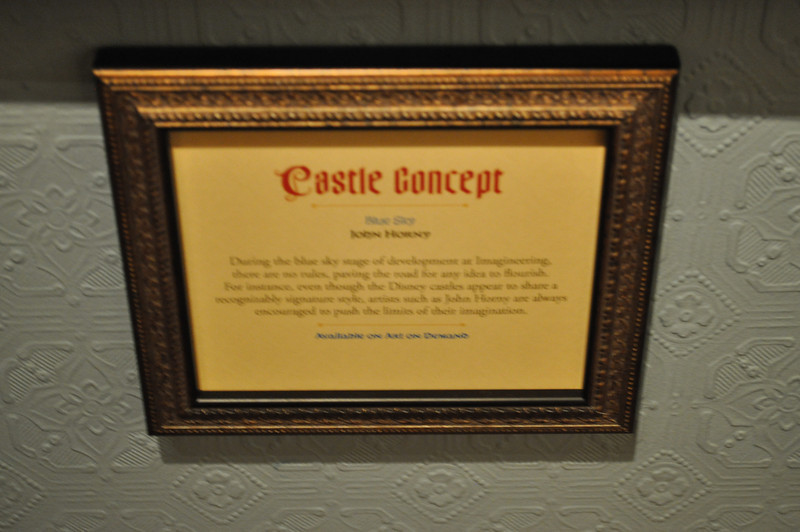 Castle Concept
Blue Sky
John Horny
During the blue sky stage of development at Imagineering,
there are no rules, paving the road for any idea to flourish.
For instance, even though the Disney castles appear to share a
recognizably signature style, artists such as John Horny are always
encouraged to push the limits of their imagination.
Available on Art on Demand